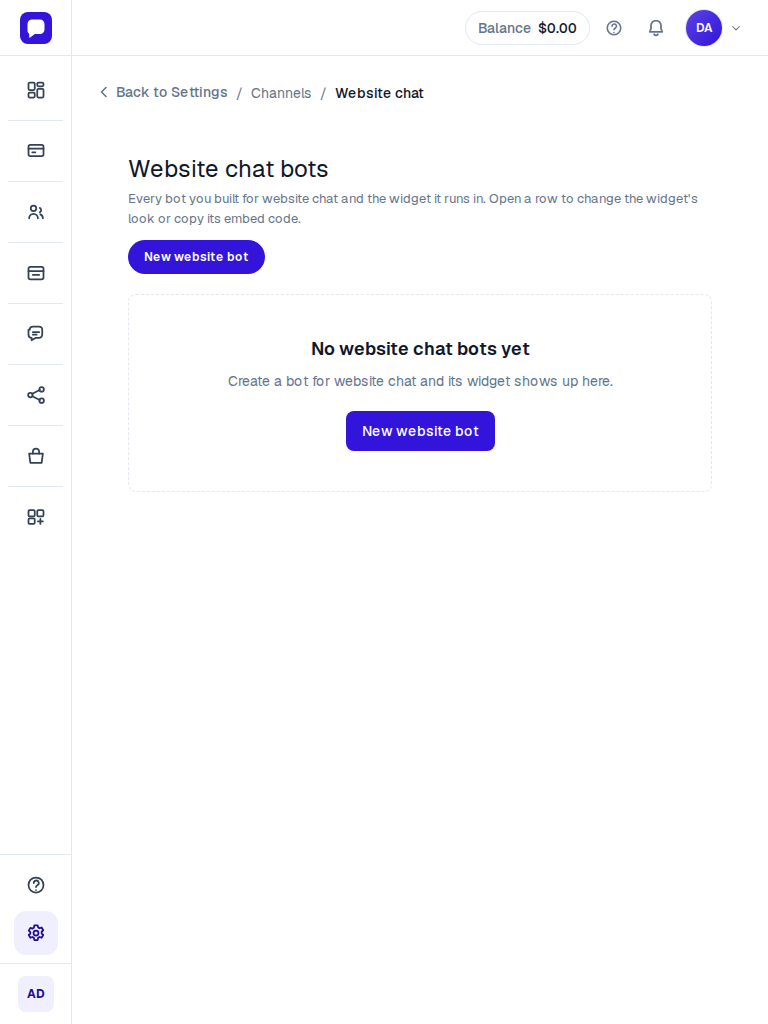 Balance $0.00
DA
Back to Settings / Channels / Website chat
Website chat bots
Every bot you built for website chat and the widget it runs in. Open a row to change the widget's
look or copy its embed code.
New website bot
No website chat bots yet
Create a bot for website chat and its widget shows up here.
New website bot
AD